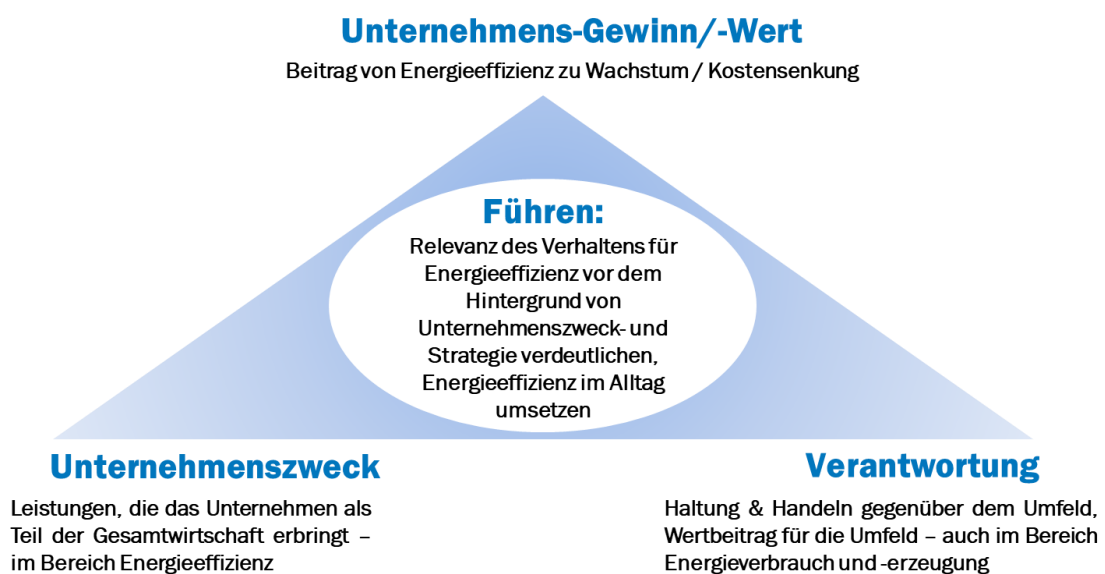 Unternehmens-Gewinn/-Wert
Beitrag von Energieeffizienz zu Wachstum / Kostensenkung
Führen:
Relevanz des Verhaltens für
Energieeffizienz vor dem
Hintergrund von
Unternehmenszweck- und
Strategie verdeutlichen,
Energieeffizienz im Alltag
umsetzen
Unternehmenszweck
Leistungen, die das Unternehmen als
Teil der Gesamtwirtschaft erbringt –
im Bereich Energieeffizienz
Verantwortung
Haltung & Handeln gegenüber dem Umfeld,
Wertbeitrag für die Umfeld – auch im Bereich
Energieverbrauch und -erzeugung